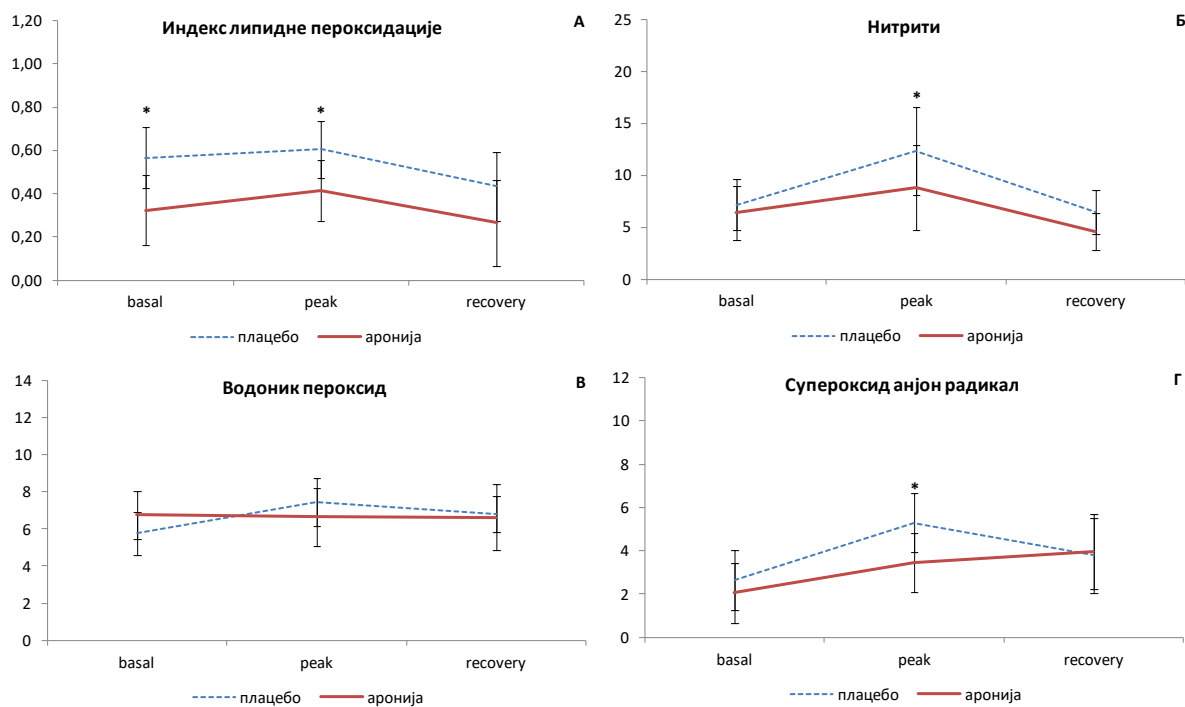 Индекс липидне пероксидације
А
1,20
1,00
0,80
0,60
0,40
0,20
0,00
*
*
basal
peak
recovery
плацебо
аронија
Нитрити
Б
25
20
15
10
5
0
*
basal
peak
recovery
плацебо
аронија
Водоник пероксид
В
14
12
10
8
6
4
2
0
basal
peak
recovery
плацебо
аронија
Супероксид анјон радикал
Г
12
10
8
6
4
2
0
*
basal
peak
recovery
плацебо
аронија